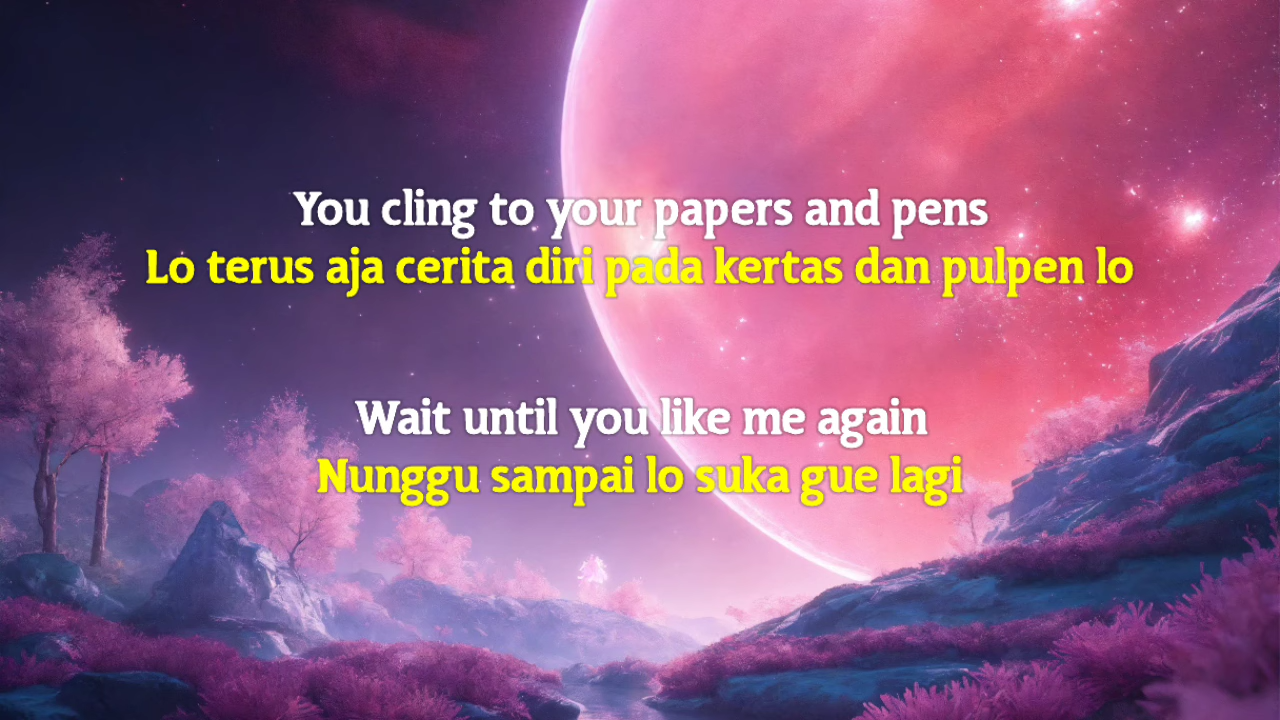 You cling to your papers and pens
Lo terus aja cerita diri pada kertas dan pulpen lo
Wait until you like me again
Nunggu sampai lo suka gue lagi